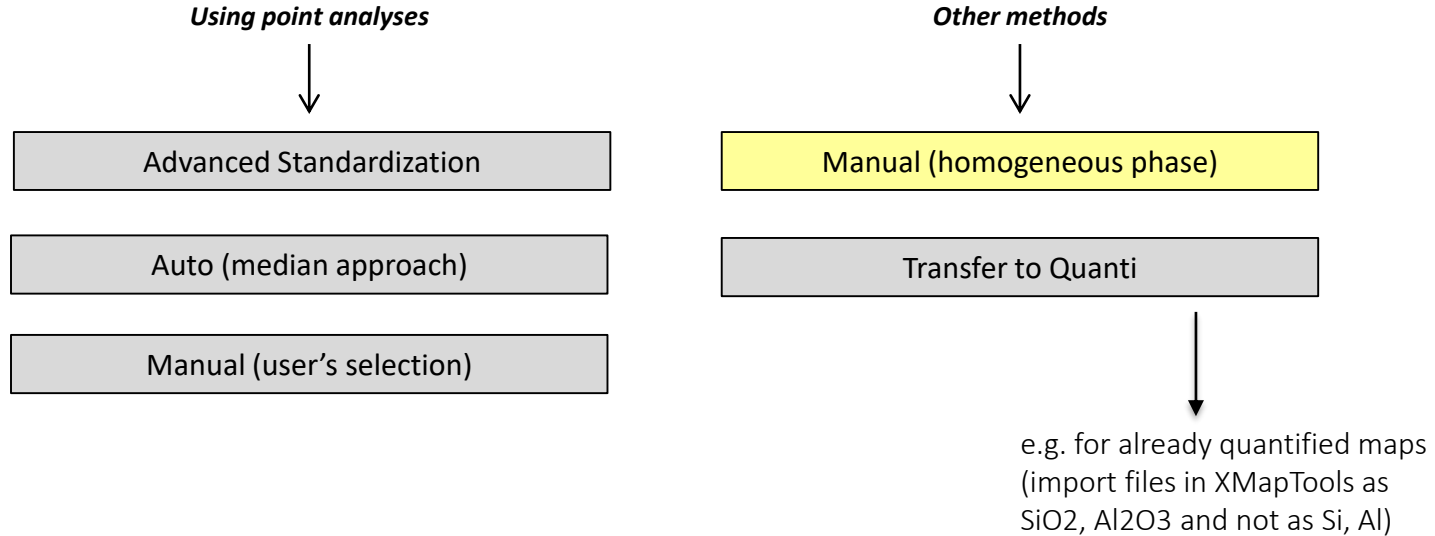 Using point analyses
Advanced Standardization
Auto (median approach)
Manual (user’s selection)
Other methods
Manual (homogeneous phase)
Transfer to Quanti
e.g. for already quantified maps
(import files in XMapTools as
SiO2, Al2O3 and not as Si, Al)